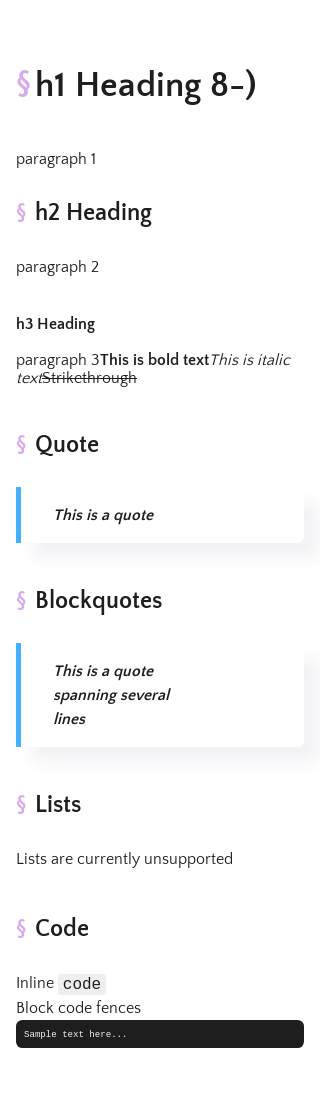 § h1 Heading 8-)
paragraph 1
§ h2 Heading
paragraph 2
h3 Heading
paragraph 3This is bold textThis is italic
textStrikethrough
§ Quote
This is a quote
§ Blockquotes
This is a quote
spanning several
lines
§ Lists
Lists are currently unsupported
§ Code
Inline code
Block code fences
Sample text here...